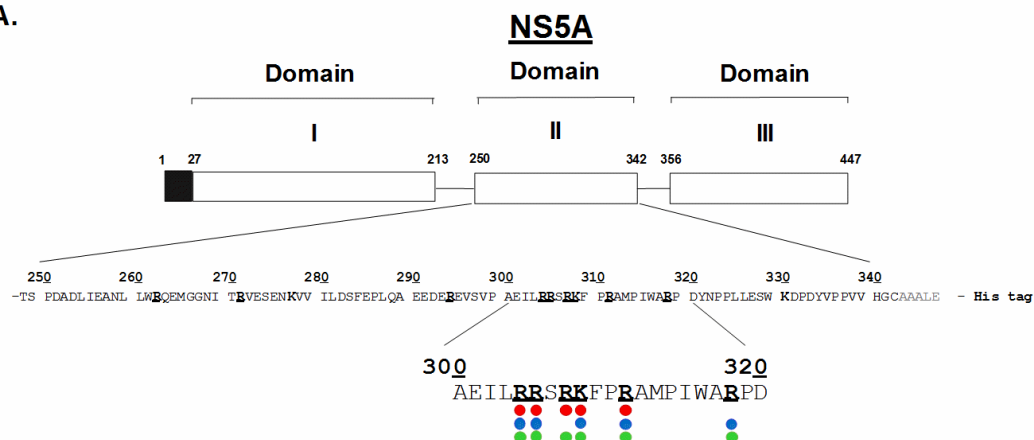 A.
NS5A
Domain Domain Domain
I II III
1 27 213 250 342 356 447
250 260 270 280 290 300 310 320 330 340
-TS PDADLIEANL LWRQEMGGNI TRVESENKVV ILDSFEPLQA EEDEREVSVP AEILRRSRKF PRAMPIWARP DYNPPLLESW KDPDYVPPVV HGCAAALE - His tag
300 320
AEILRRSRKFPRAMPIWARPD